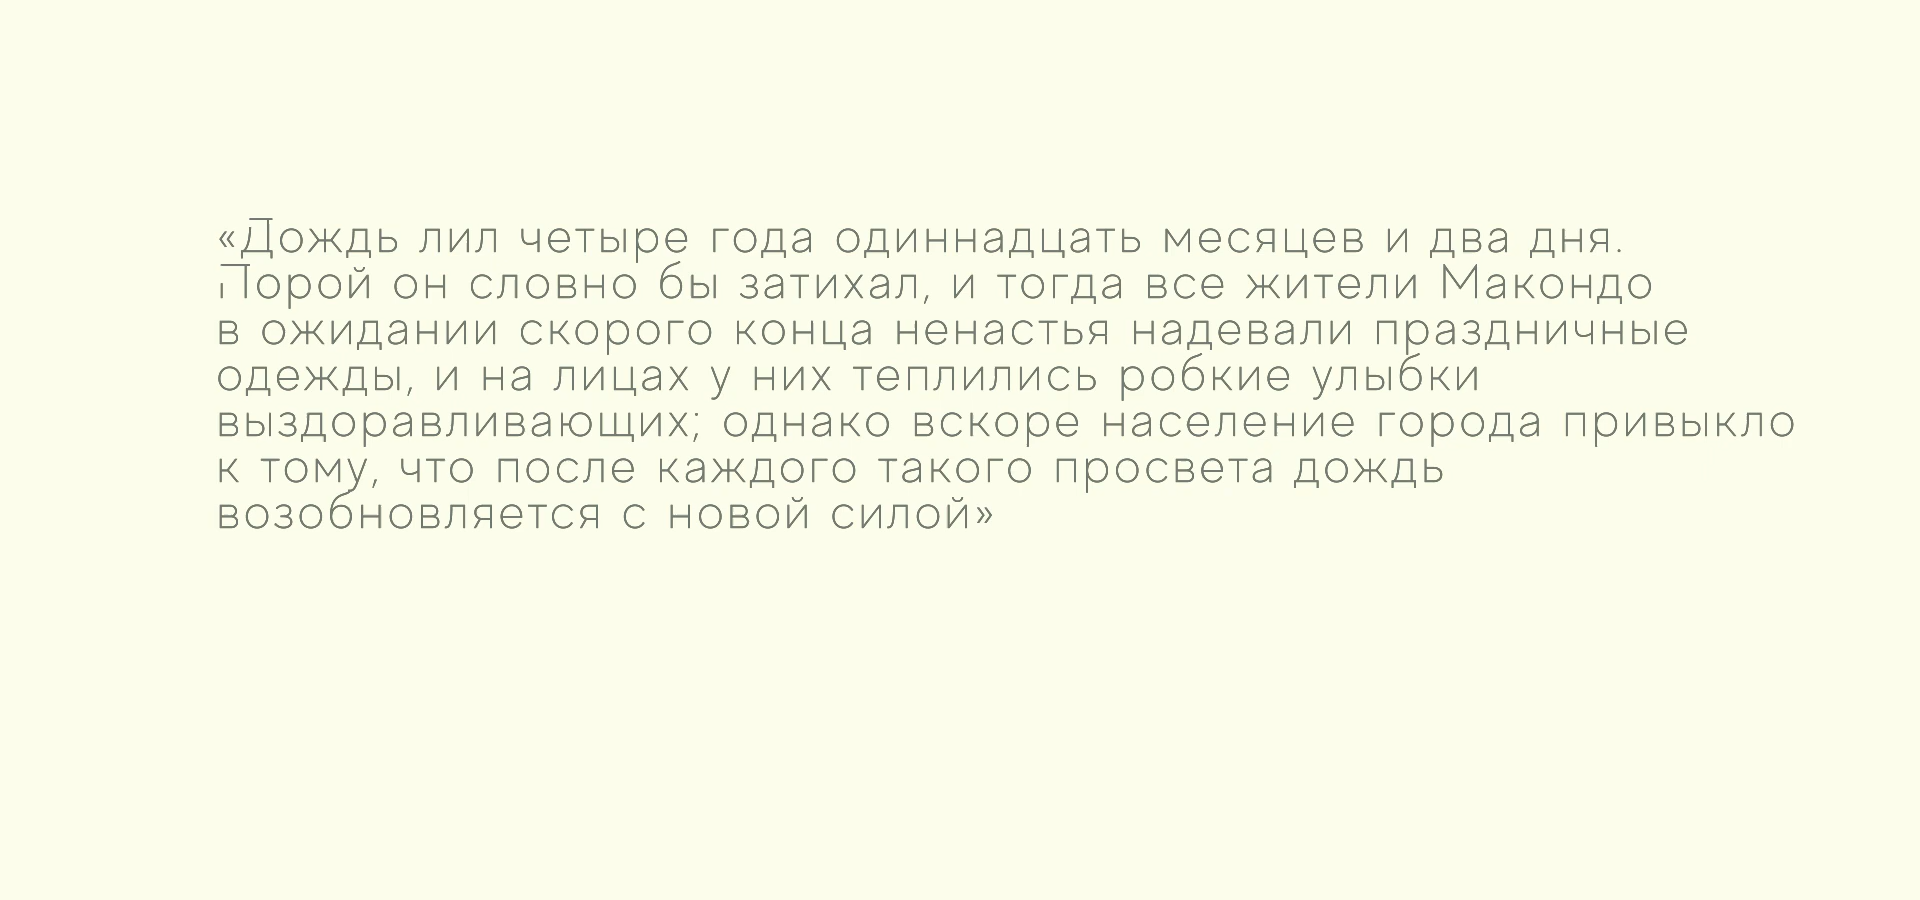 «Дождь лил четыре года одиннадцать месяцев и два дня.
Порой он словно бы затихал, и тогда все жители Макондо
в ожидании скорого конца ненастья надевали праздничные
одежды, и на лицах у них теплились робкие улыбки
выздоравливающих; однако вскоре население города привыкло
к тому, что после каждого такого просвета дождь
возобновляется с новой силой»